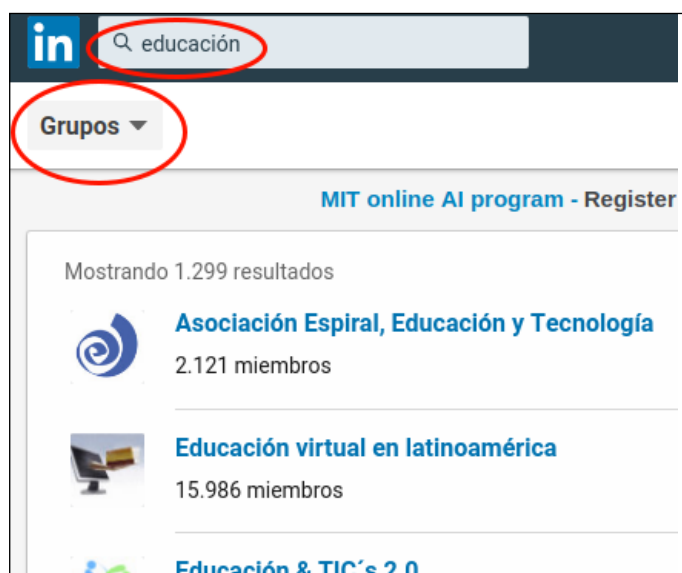 in
educación
Grupos
MIT online AI program - Register
Mostrando 1.299 resultados
Asociación Espiral, Educación y Tecnología
2.121 miembros
Educación virtual en latinoamérica
15.986 miembros
Educación & TIC´s 2.0